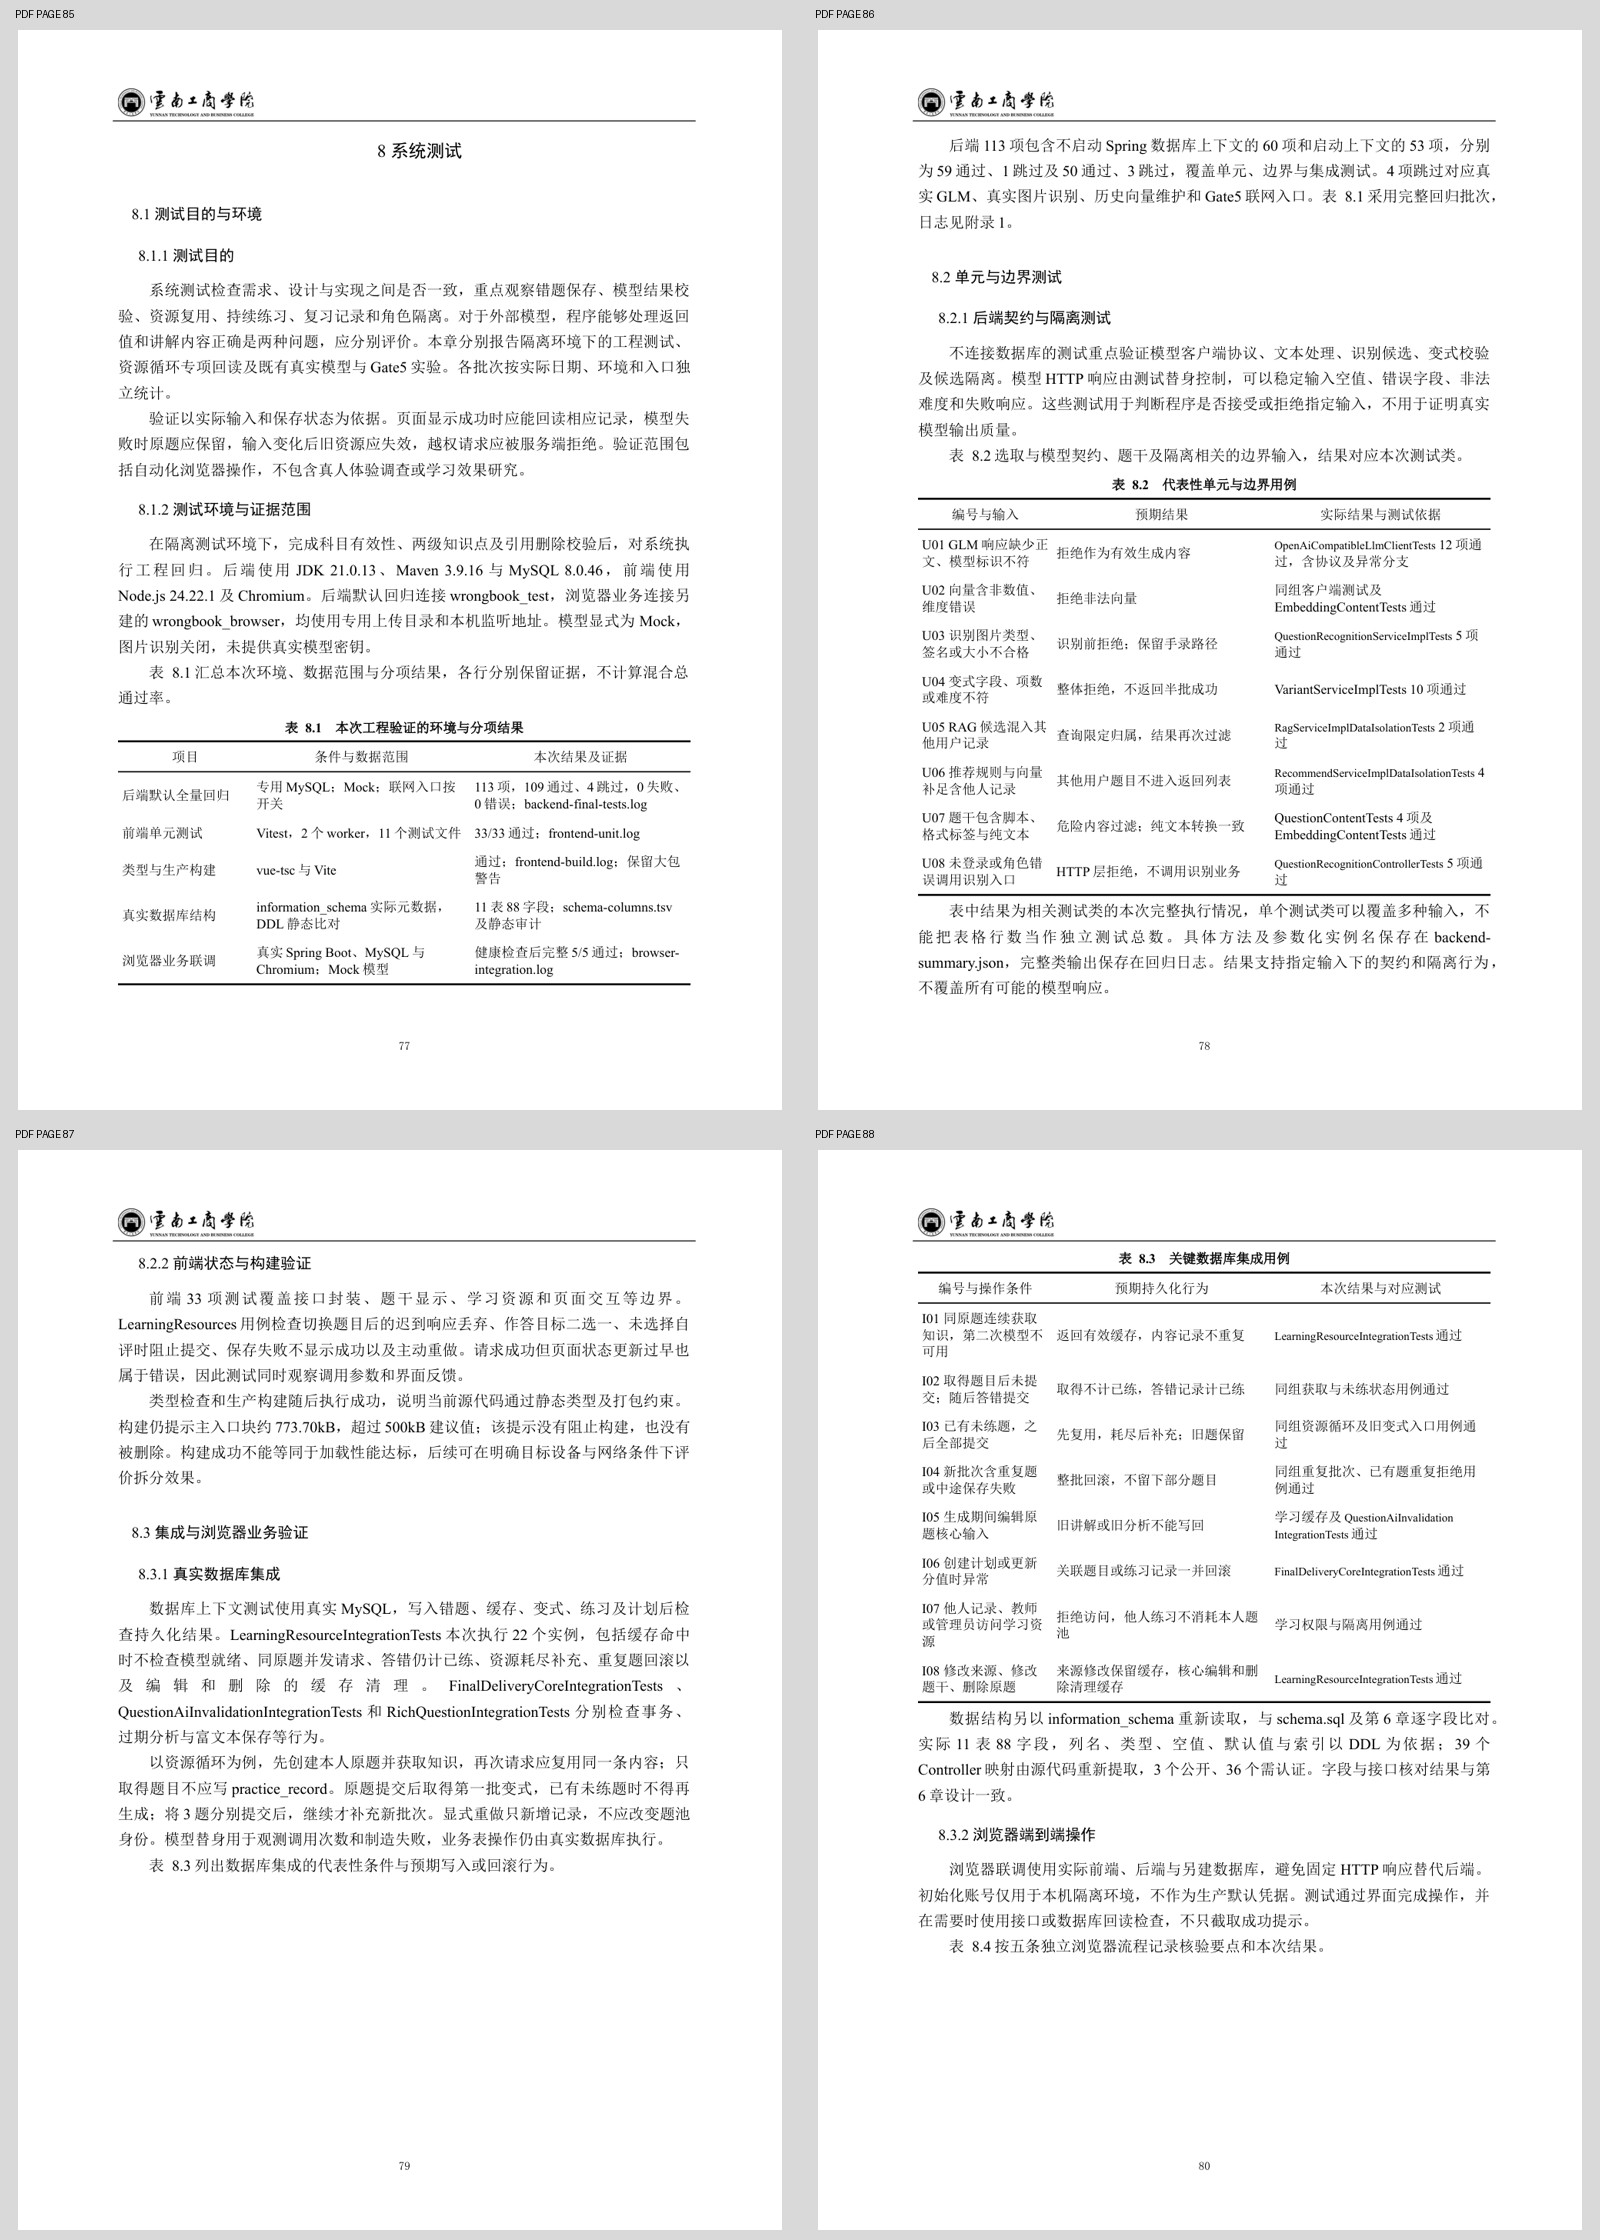 PDF PAGE 85
雲南工商學院
YUNNAN TECHNOLOGY AND BUSINESS COLLEGE
8 系统测试
8.1 测试目的与环境
8.1.1 测试目的
系统测试检查需求、设计与实现之间是否一致，重点观察错题保存、模型结果校
验、资源复用、持续练习、复习记录和角色隔离。对于外部模型，程序能够处理返回
值和讲解内容正确是两种问题，应分别评价。本章分别报告隔离环境下的工程测试、
资源循环专项回读及既有真实模型与 Gate5 实验。各批次按实际日期、环境和入口独
立统计。
验证以实际输入和保存状态为依据。页面显示成功时应能回读相应记录，模型失
败时原题应保留，输入变化后旧资源应失效，越权请求应被服务端拒绝。验证范围包
括自动化浏览器操作，不包含真人体验调查或学习效果研究。
8.1.2 测试环境与证据范围
在隔离测试环境下，完成科目有效性、两级知识点及引用删除校验后，对系统执
行工程回归。后端使用 JDK 21.0.13、Maven 3.9.16 与 MySQL 8.0.46，前端使用
Node.js 24.22.1 及 Chromium。后端默认回归连接 wrongbook_test，浏览器业务连接另
建的 wrongbook_browser，均使用专用上传目录和本机监听地址。模型显式为 Mock，
图片识别关闭，未提供真实模型密钥。
表 8.1 汇总本次环境、数据范围与分项结果，各行分别保留证据，不计算混合总
通过率。
表 8.1 本次工程验证的环境与分项结果
项目 条件与数据范围 本次结果及证据
后端默认全量回归 专用 MySQL；Mock；联网入口按 113 项，109 通过、4 跳过，0 失败、
开关 0 错误；backend-final-tests.log
前端单元测试 Vitest，2 个 worker，11 个测试文件 33/33 通过；frontend-unit.log
类型与生产构建 vue-tsc 与 Vite 通过；frontend-build.log；保留大包
警告
真实数据库结构 information_schema 实际元数据， 11 表 88 字段；schema-columns.tsv
DDL 静态比对 及静态审计
浏览器业务联调 真实 Spring Boot、MySQL 与 健康检查后完整 5/5 通过；browser-
Chromium；Mock 模型 integration.log
77
PDF PAGE 86
雲南工商學院
YUNNAN TECHNOLOGY AND BUSINESS COLLEGE
后端 113 项包含不启动 Spring 数据库上下文的 60 项和启动上下文的 53 项，分别
为 59 通过、1 跳过及 50 通过、3 跳过，覆盖单元、边界与集成测试。4 项跳过对应真
实 GLM、真实图片识别、历史向量维护和 Gate5 联网入口。表 8.1 采用完整回归批次，
日志见附录 1。
8.2 单元与边界测试
8.2.1 后端契约与隔离测试
不连接数据库的测试重点验证模型客户端协议、文本处理、识别候选、变式校验
及候选隔离。模型 HTTP 响应由测试替身控制，可以稳定输入空值、错误字段、非法
难度和失败响应。这些测试用于判断程序是否接受或拒绝指定输入，不用于证明真实
模型输出质量。
表 8.2 选取与模型契约、题干及隔离相关的边界输入，结果对应本次测试类。
表 8.2 代表性单元与边界用例
编号与输入 预期结果 实际结果与测试依据
U01 GLM 响应缺少正 拒绝作为有效生成内容 OpenAiCompatibleLlmClientTests 12 项通
文、模型标识不符 过，含协议及异常分支
U02 向量含非数值、 拒绝非法向量 同组客户端测试及
维度错误 EmbeddingContentTests 通过
U03 识别图片类型、 识别前拒绝；保留手录路径 QuestionRecognitionServiceImplTests 5 项
签名或大小不合格 通过
U04 变式字段、项数 整体拒绝，不返回半批成功 VariantServiceImplTests 10 项通过
或难度不符
U05 RAG 候选混入其 查询限定归属，结果再次过滤 RagServiceImplDataIsolationTests 2 项通
他用户记录 过
U06 推荐规则与向量 其他用户题目不进入返回列表 RecommendServiceImplDataIsolationTests 4
补足含他人记录 项通过
U07 题干包含脚本、 危险内容过滤；纯文本转换一致 QuestionContentTests 4 项及
格式标签与纯文本 EmbeddingContentTests 通过
U08 未登录或角色错 HTTP 层拒绝，不调用识别业务 QuestionRecognitionControllerTests 5 项通
误调用识别入口 过
表中结果为相关测试类的本次完整执行情况，单个测试类可以覆盖多种输入，不
能把表格行数当作独立测试总数。具体方法及参数化实例名保存在 backend-
summary.json，完整类输出保存在回归日志。结果支持指定输入下的契约和隔离行为，
不覆盖所有可能的模型响应。
78
PDF PAGE 87
雲南工商學院
YUNNAN TECHNOLOGY AND BUSINESS COLLEGE
8.2.2 前端状态与构建验证
前端 33 项测试覆盖接口封装、题干显示、学习资源和页面交互等边界。
LearningResources 用例检查切换题目后的迟到响应丢弃、作答目标二选一、未选择自
评时阻止提交、保存失败不显示成功以及主动重做。请求成功但页面状态更新过早也
属于错误，因此测试同时观察调用参数和界面反馈。
类型检查和生产构建随后执行成功，说明当前源代码通过静态类型及打包约束。
构建仍提示主入口块约 773.70kB，超过 500kB 建议值；该提示没有阻止构建，也没有
被删除。构建成功不能等同于加载性能达标，后续可在明确目标设备与网络条件下评
价拆分效果。
8.3 集成与浏览器业务验证
8.3.1 真实数据库集成
数据库上下文测试使用真实 MySQL，写入错题、缓存、变式、练习及计划后检
查持久化结果。LearningResourceIntegrationTests 本次执行 22 个实例，包括缓存命中
时不检查模型就绪、同原题并发请求、答错仍计已练、资源耗尽补充、重复题回滚以
及编辑和删除的缓存清理。FinalDeliveryCoreIntegrationTests、
QuestionAiInvalidationIntegrationTests 和 RichQuestionIntegrationTests 分别检查事务、
过期分析与富文本保存等行为。
以资源循环为例，先创建本人原题并获取知识，再次请求应复用同一条内容；只
取得题目不应写 practice_record。原题提交后取得第一批变式，已有未练题时不得再
生成；将 3 题分别提交后，继续才补充新批次。显式重做只新增记录，不应改变题池
身份。模型替身用于观测调用次数和制造失败，业务表操作仍由真实数据库执行。
表 8.3 列出数据库集成的代表性条件与预期写入或回滚行为。
79
PDF PAGE 88
雲南工商學院
YUNNAN TECHNOLOGY AND BUSINESS COLLEGE
表 8.3 关键数据库集成用例
编号与操作条件 预期持久化行为 本次结果与对应测试
I01 同原题连续获取
知识，第二次模型不 返回有效缓存，内容记录不重复 LearningResourceIntegrationTests 通过
可用
I02 取得题目后未提 取得不计已练，答错记录计已练 同组获取与未练状态用例通过
交；随后答错提交
I03 已有未练题，之 先复用，耗尽后补充；旧题保留 同组资源循环及旧变式入口用例通
后全部提交 过
I04 新批次含重复题 整批回滚，不留下部分题目 同组重复批次、已有题重复拒绝用
或中途保存失败 例通过
I05 生成期间编辑原 旧讲解或旧分析不能写回 学习缓存及 QuestionAiInvalidation
题核心输入 IntegrationTests 通过
I06 创建计划或更新 关联题目或练习记录一并回滚 FinalDeliveryCoreIntegrationTests 通过
分值时异常
I07 他人记录、教师 拒绝访问，他人练习不消耗本人题
或管理员访问学习资 池 学习权限与隔离用例通过
源
I08 修改来源、修改 来源修改保留缓存，核心编辑和删 LearningResourceIntegrationTests 通过
题干、删除原题 除清理缓存
数据结构另以 information_schema 重新读取，与 schema.sql 及第 6 章逐字段比对。
实际 11 表 88 字段，列名、类型、空值、默认值与索引以 DDL 为依据；39 个
Controller 映射由源代码重新提取，3 个公开、36 个需认证。字段与接口核对结果与第
6 章设计一致。
8.3.2 浏览器端到端操作
浏览器联调使用实际前端、后端与另建数据库，避免固定 HTTP 响应替代后端。
初始化账号仅用于本机隔离环境，不作为生产默认凭据。测试通过界面完成操作，并
在需要时使用接口或数据库回读检查，不只截取成功提示。
表 8.4 按五条独立浏览器流程记录核验要点和本次结果。
80